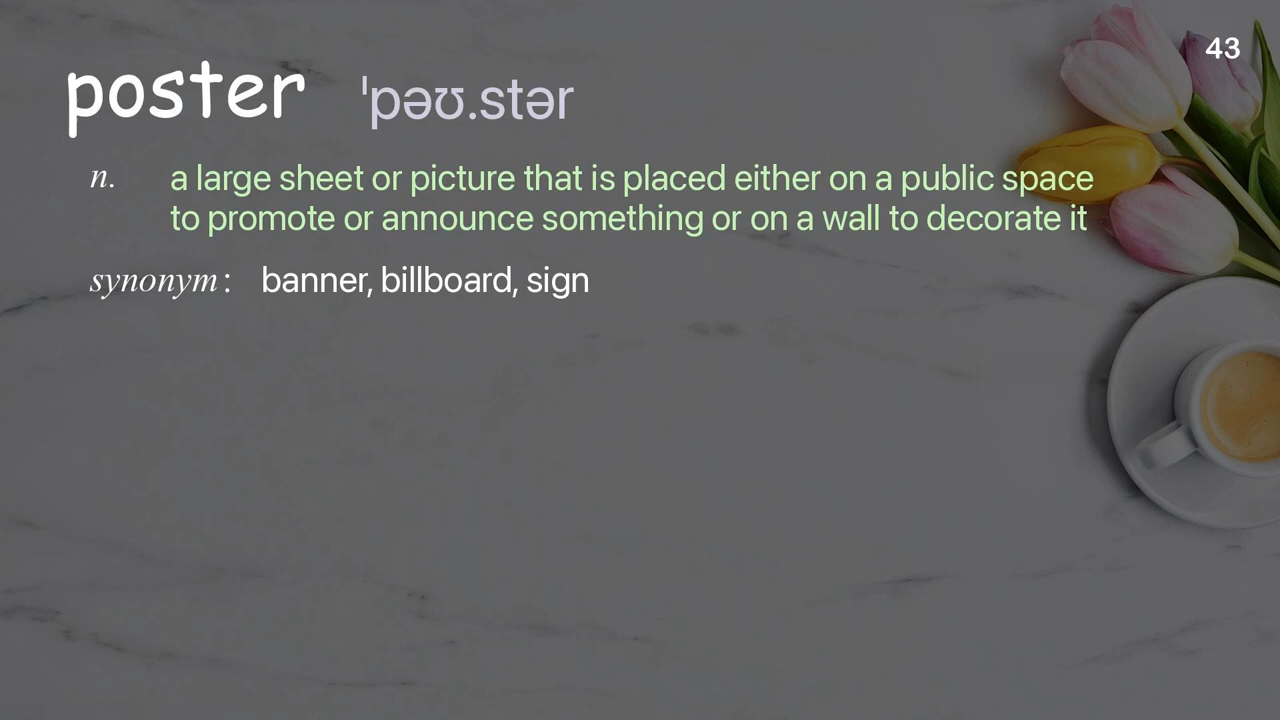 43
poster ˈpəʊ.stər
n. a large sheet or picture that is placed either on a public space
to promote or announce something or on a wall to decorate it
synonym: banner, billboard, sign